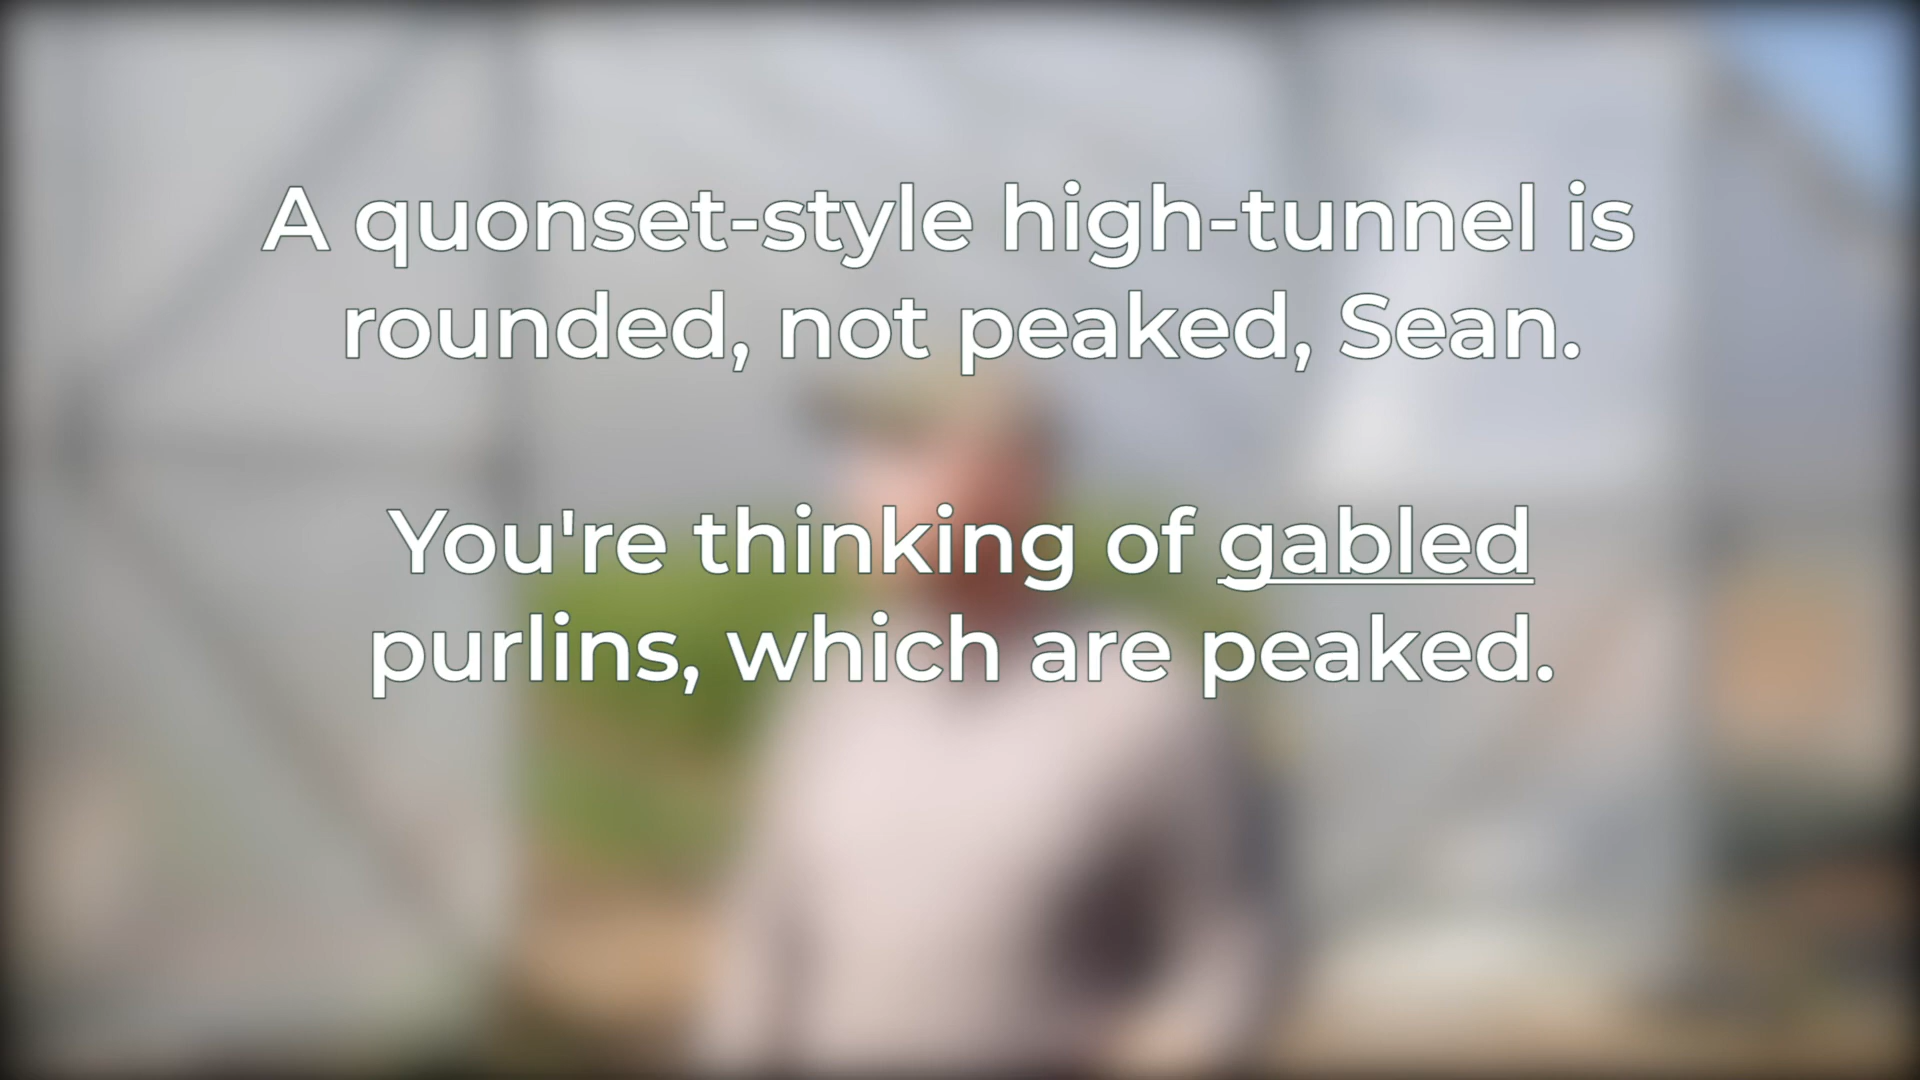 A quonset-style high-tunnel is
rounded, not peaked, Sean.
You're thinking of gabled
purlins, which are peaked.